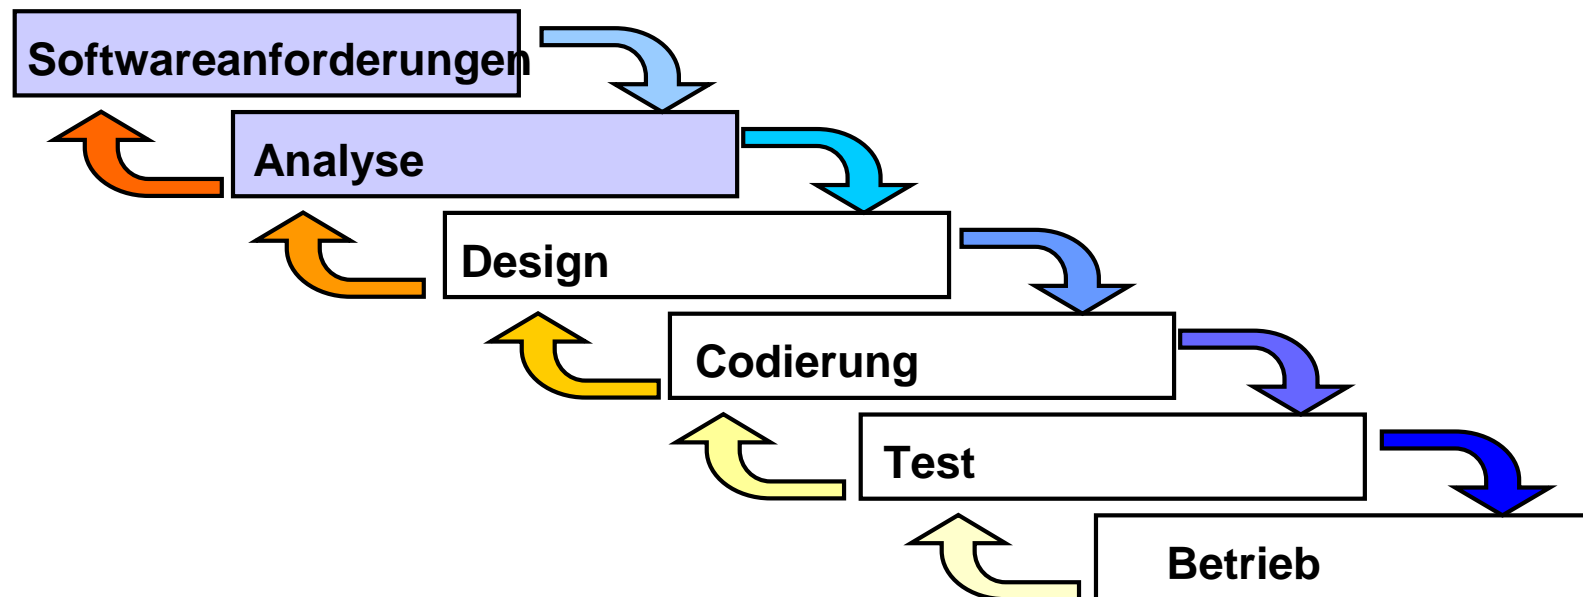 Softwareanforderungen
Analyse
Design
Codierung
Test
Betrieb